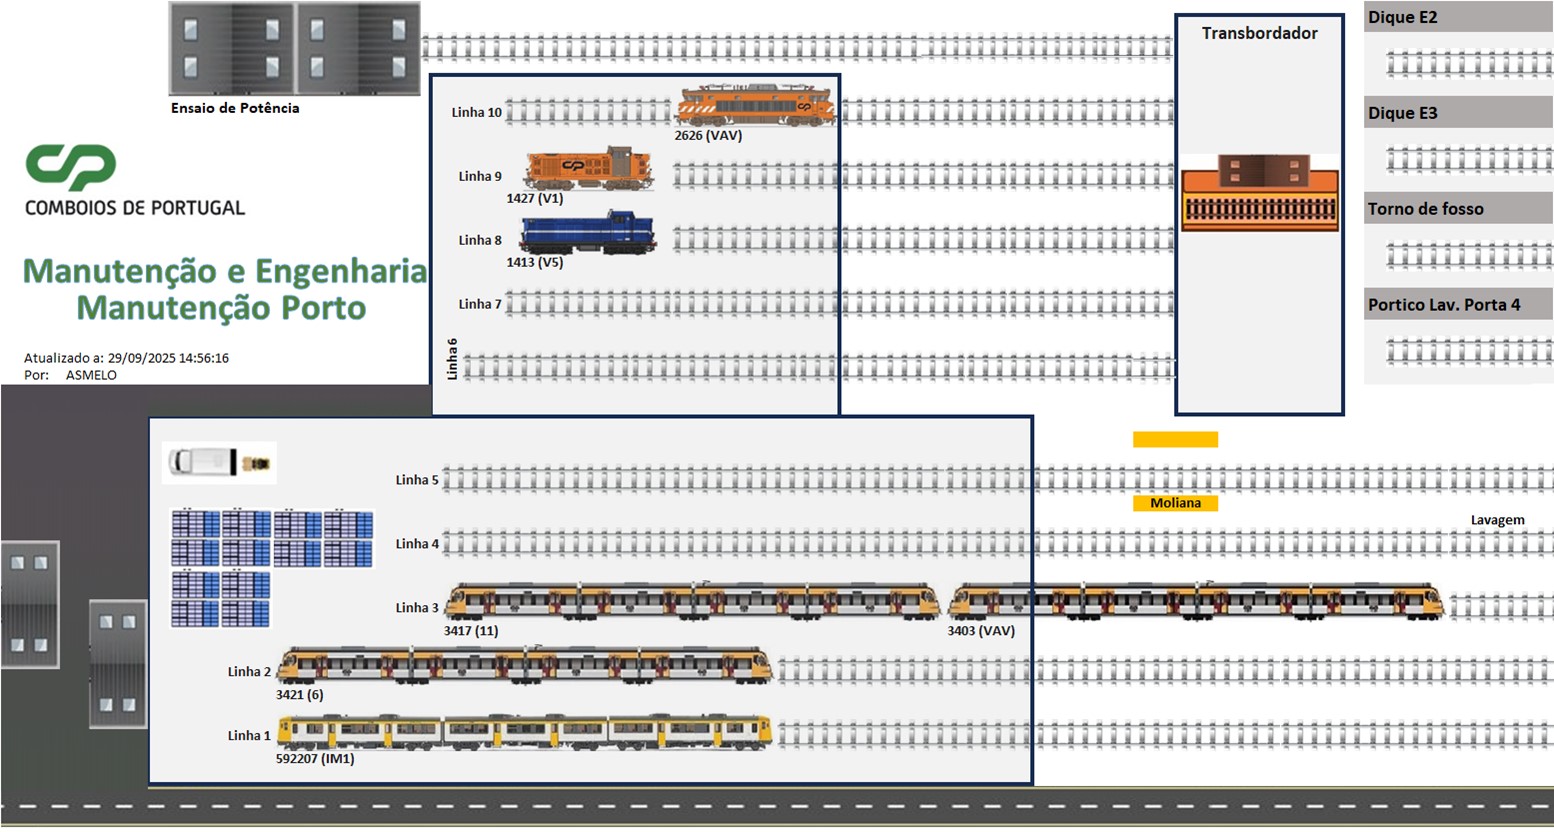 Ensaio de Potência
CP
COMBOIOS DE PORTUGAL
Manutenção e Engenharia
Manutenção Porto
Atualizado a: 29/09/2025 14:56:16
Por: ASMELO
Linha 10
2626 (VAV)
Linha 9
1427 (V1)
Linha 8
1413 (V5)
Linha 7
Linha6
Transbordador
Dique E2
Dique E3
Torno de fosso
Portico Lav. Porta 4
Linha 5
Moliana
Lavagem
Linha 4
Linha 3
3417 (11)
3403 (VAV)
Linha 2
3421 (6)
Linha 1
592207 (IM1)